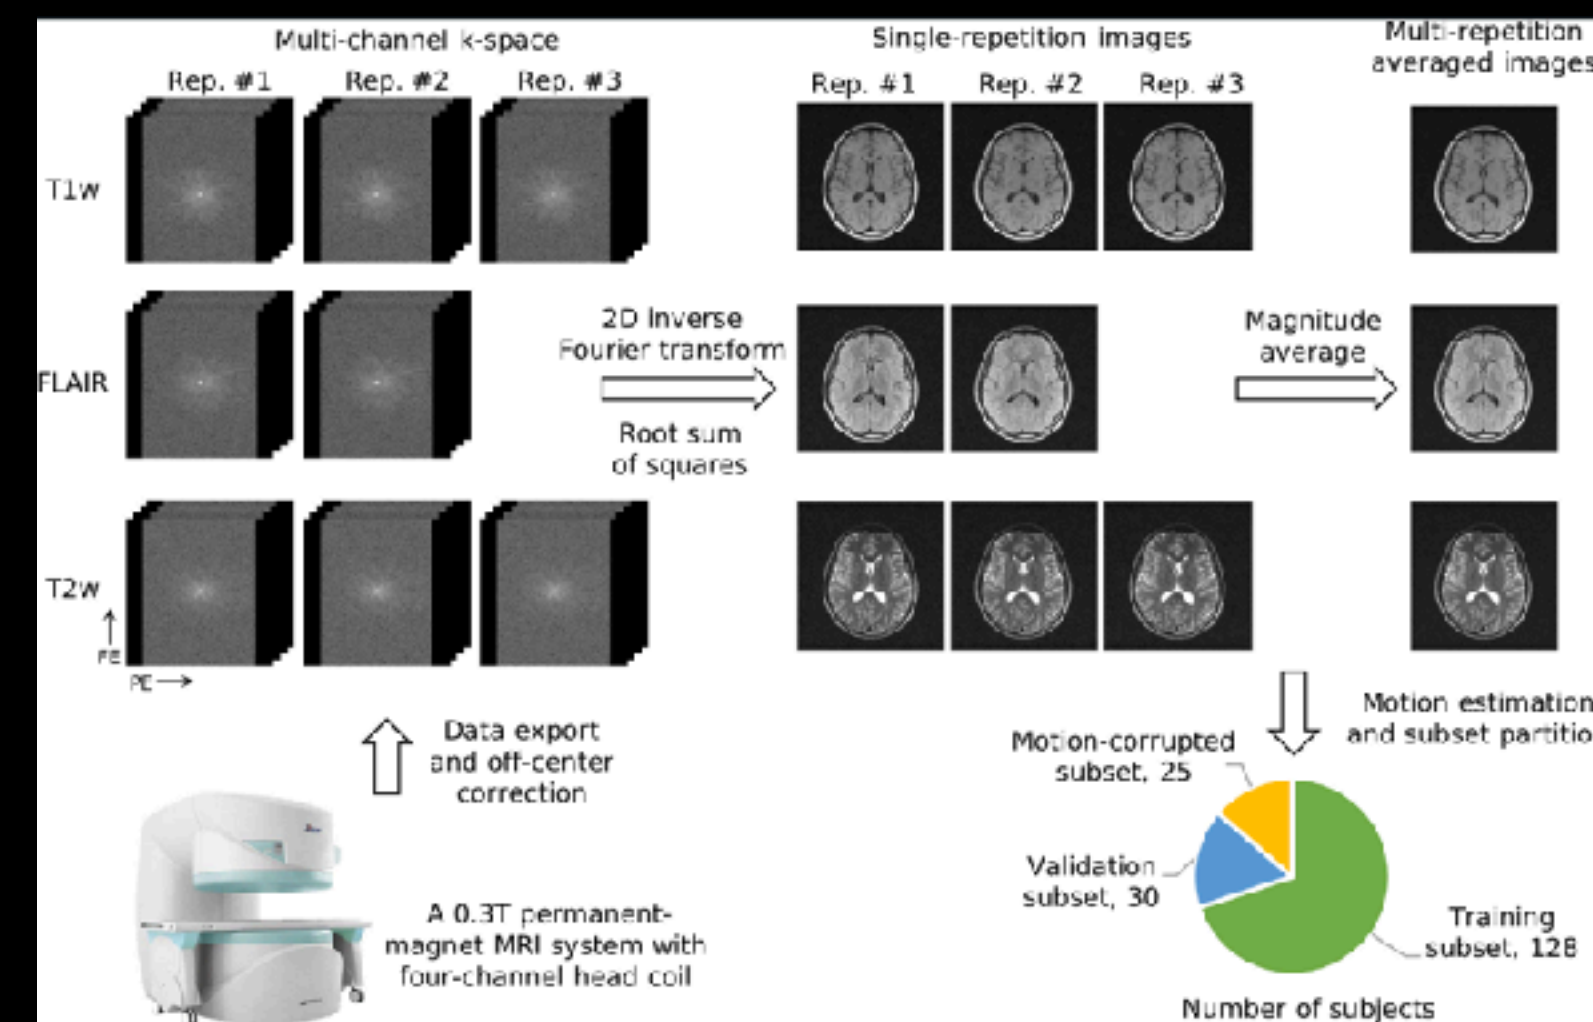 Multi-channel k-space
Rep. #1 Rep. #2 Rep. #3
Single-repetition images
Rep. #1 Rep. #2 Rep. #3
Multi-repetition
averaged images
T1w
FLAIR
T2w
FE
PE
2D inverse
Fourier transform
Root sum
of squares
Magnitude
average
Data export
and off-center
correction
A 0.3T permanent-
magnet MRI system with
four-channel head coil
Motion estimation
and subset partitio
Motion-corrupted
subset, 25
Validation
subset, 30
Training
subset, 128
Number of subjects